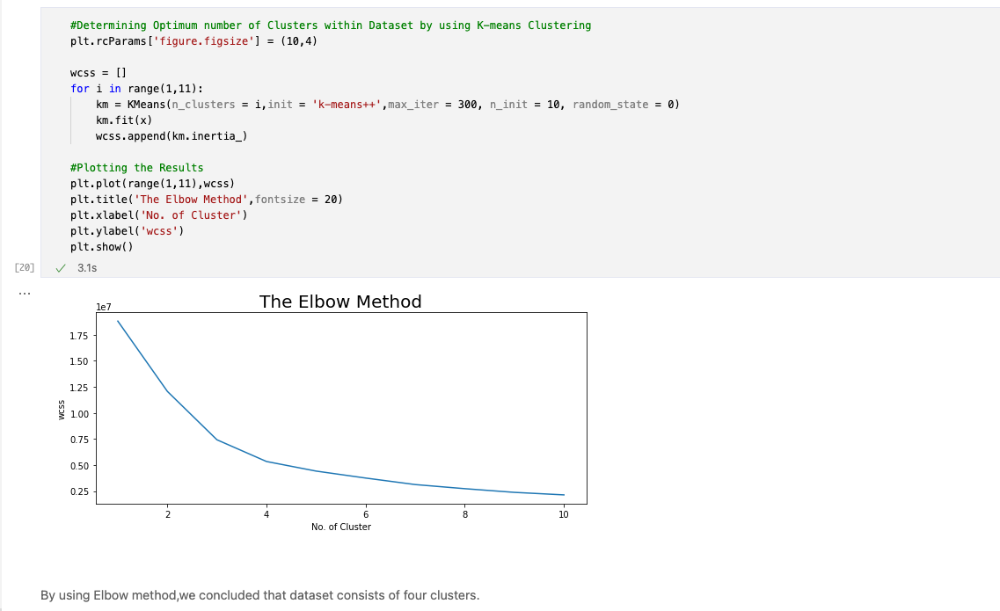 #Determining Optimum number of Clusters within Dataset by using K-means Clustering
plt.rcParams['figure.figsize'] = (10,4)
wcss = []
for i in range(1,11):
km = KMeans(n_clusters = i,init = 'k-means++',max_iter = 300, n_init = 10, random_state = 0)
km.fit(x)
wcss.append(km.inertia_)
#Plotting the Results
plt.plot(range(1,11),wcss)
plt.title('The Elbow Method',fontsize = 20)
plt.xlabel('No. of Cluster')
plt.ylabel('wcss')
plt.show()
[20] ✓ 3.1s
...
The Elbow Method
1e7
1.75
1.50
1.25
1.00
0.75
0.50
0.25
wcss
2 4 6 8 10
No. of Cluster
By using Elbow method,we concluded that dataset consists of four clusters.